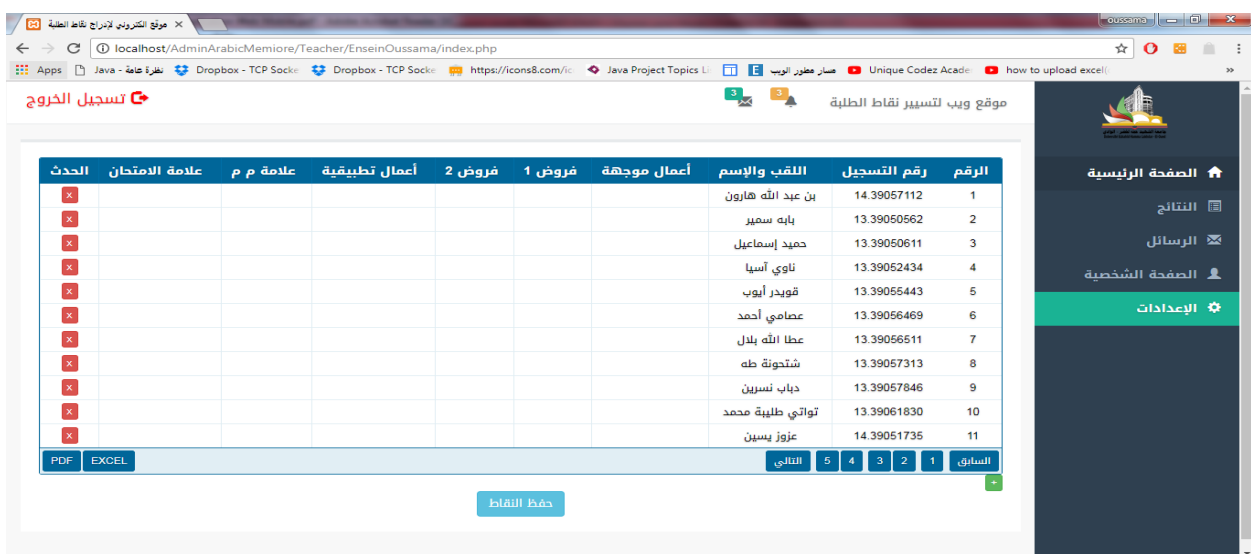 موقع الكتروني لإدراج نقاط الطلبة
oussama
localhost/AdminArabicMemiore/Teacher/EnseinOussama/index.php
Apps نظرة عامة - Java Dropbox - TCP Socke Dropbox - TCP Socke https://icons8.com/ic Java Project Topics Li مسار مطور الويب Unique Codez Acade how to upload excel(
موقع ويب لتسيير نقاط الطلبة 3 3 تسجيل الخروج
الصفحة الرئيسية
النتائج
الرسائل
الصفحة الشخصية
الإعدادات
الرقم رقم التسجيل اللقب والإسم أعمال موجهة فروض 1 فروض 2 أعمال تطبيقية علامة م م علامة الامتحان الحدث
1 14.39057112 بن عبد الله هارون x
2 13.39050562 بابه سمير x
3 13.39050611 حميد إسماعيل x
4 13.39052434 ناوي آسيا x
5 13.39055443 قويدر أيوب x
6 13.39056469 عصامي أحمد x
7 13.39056511 عطا الله بلال x
8 13.39057313 شتحونة طه x
9 13.39057846 دباب نسرين x
10 13.39061830 تواتي طليبة محمد x
11 14.39051735 عزوز يسين x
السابق 1 2 3 4 5 التالي EXCEL PDF
+
حفظ النقاط